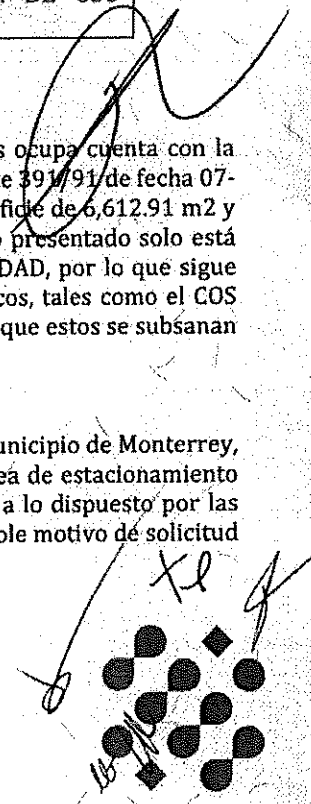 s ocupa cuenta con la
e 391/91 de fecha 07-
ficie de 6,612.91 m2 y
presentado solo está
DAD, por lo que sigue
cos, tales como el COS
que estos se subsanan
unicipio de Monterrey,
ea de estacionamiento
a lo dispuesto por las
ble motivo de solicitud